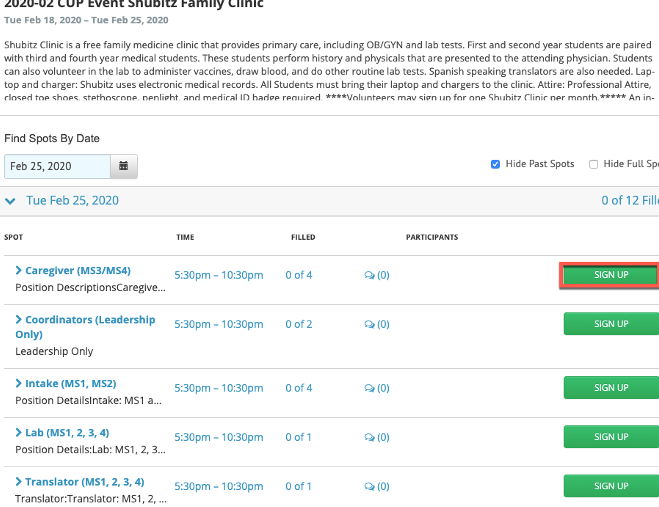 2020-02 CUP Event Shubitz Family Clinic
Tue Feb 18, 2020 – Tue Feb 25, 2020
Shubitz Clinic is a free family medicine clinic that provides primary care, including OB/GYN and lab tests. First and second year students are paired
with third and fourth year medical students. These students perform history and physicals that are presented to the attending physician. Students
can also volunteer in the lab to administer vaccines, draw blood, and do other routine lab tests. Spanish speaking translators are also needed. Lap-
top and charger: Shubitz uses electronic medical records. All Students must bring their laptop and chargers to the clinic. Attire: Professional Attire,
closed toe shoes, stethoscope, penlight, and medical ID badge required. ****Volunteers may sign up for one Shubitz Clinic per month.***** An in-
Find Spots By Date
Feb 25, 2020
Hide Past Spots
Hide Full Spo
Tue Feb 25, 2020
0 of 12 Fille
SPOT TIME FILLED PARTICIPANTS
Caregiver (MS3/MS4)
5:30pm – 10:30pm 0 of 4 (0) SIGN UP
Position DescriptionsCaregive...
Coordinators (Leadership
Only)
5:30pm – 10:30pm 0 of 2 (0) SIGN UP
Leadership Only
Intake (MS1, MS2)
5:30pm – 10:30pm 0 of 4 (0) SIGN UP
Position DetailsIntake: MS1 a...
Lab (MS1, 2, 3, 4)
5:30pm – 10:30pm 0 of 1 (0) SIGN UP
Position Details:Lab: MS1, 2, 3...
Translator (MS1, 2, 3, 4)
5:30pm – 10:30pm 0 of 1 (0) SIGN UP
Translator:Translator: MS1, 2, ...